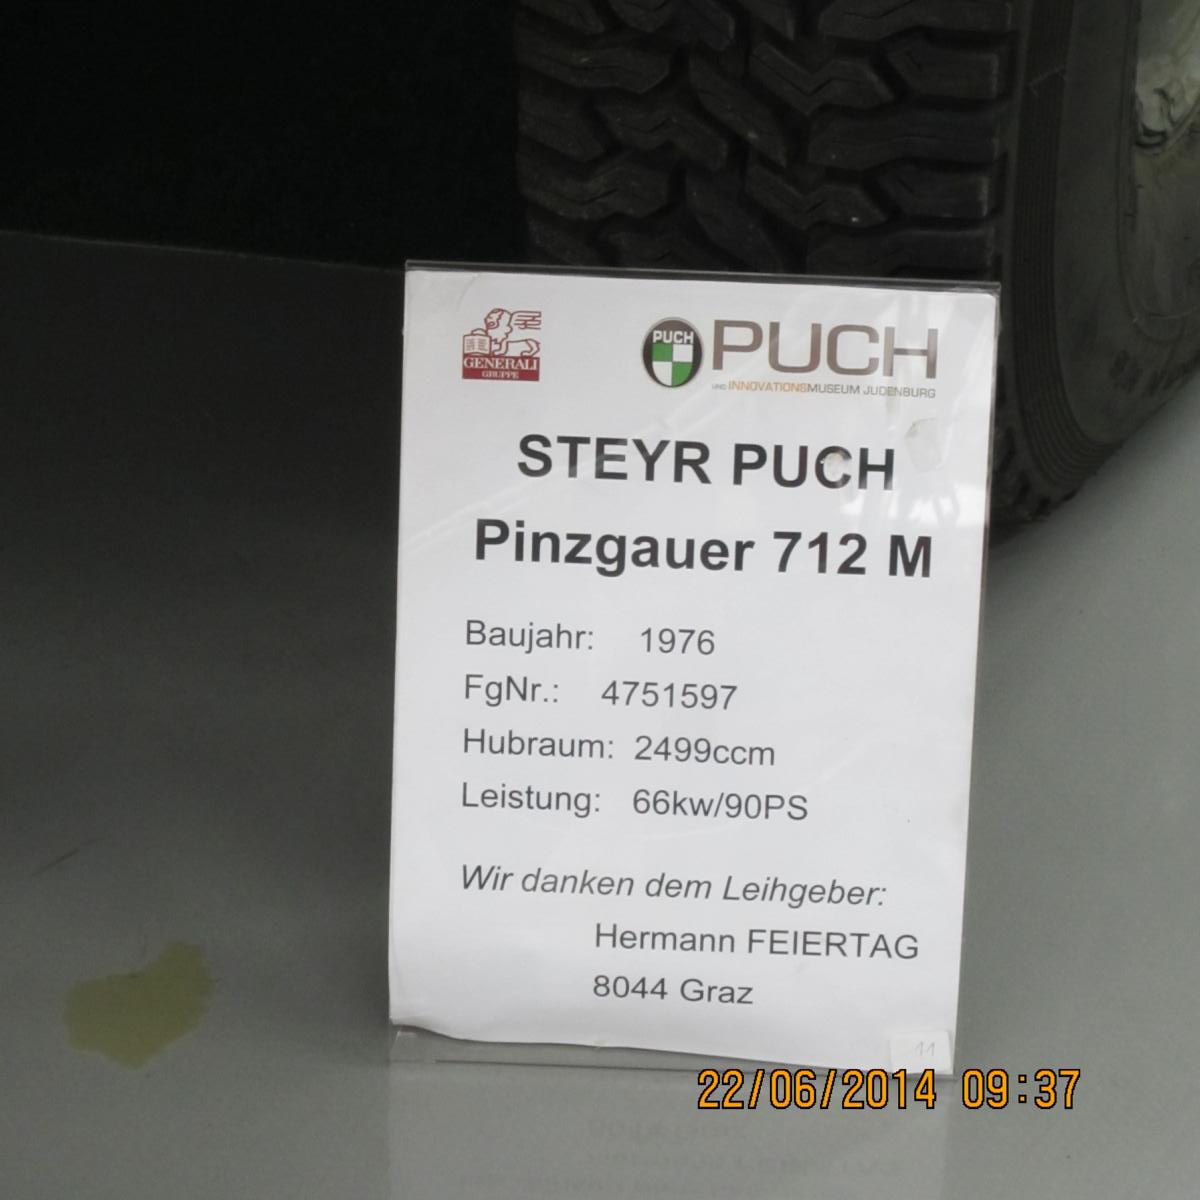 GENERALI
GRUPPE
PUCH
PUCH
UND INNOVATIONSMUSEUM JUDENBURG
STEYR PUCH
Pinzgauer 712 M
Baujahr: 1976
FgNr.: 4751597
Hubraum: 2499ccm
Leistung: 66kw/90PS
Wir danken dem Leihgeber:
Hermann FEIERTAG
8044 Graz
11
22/06/2014 09:37